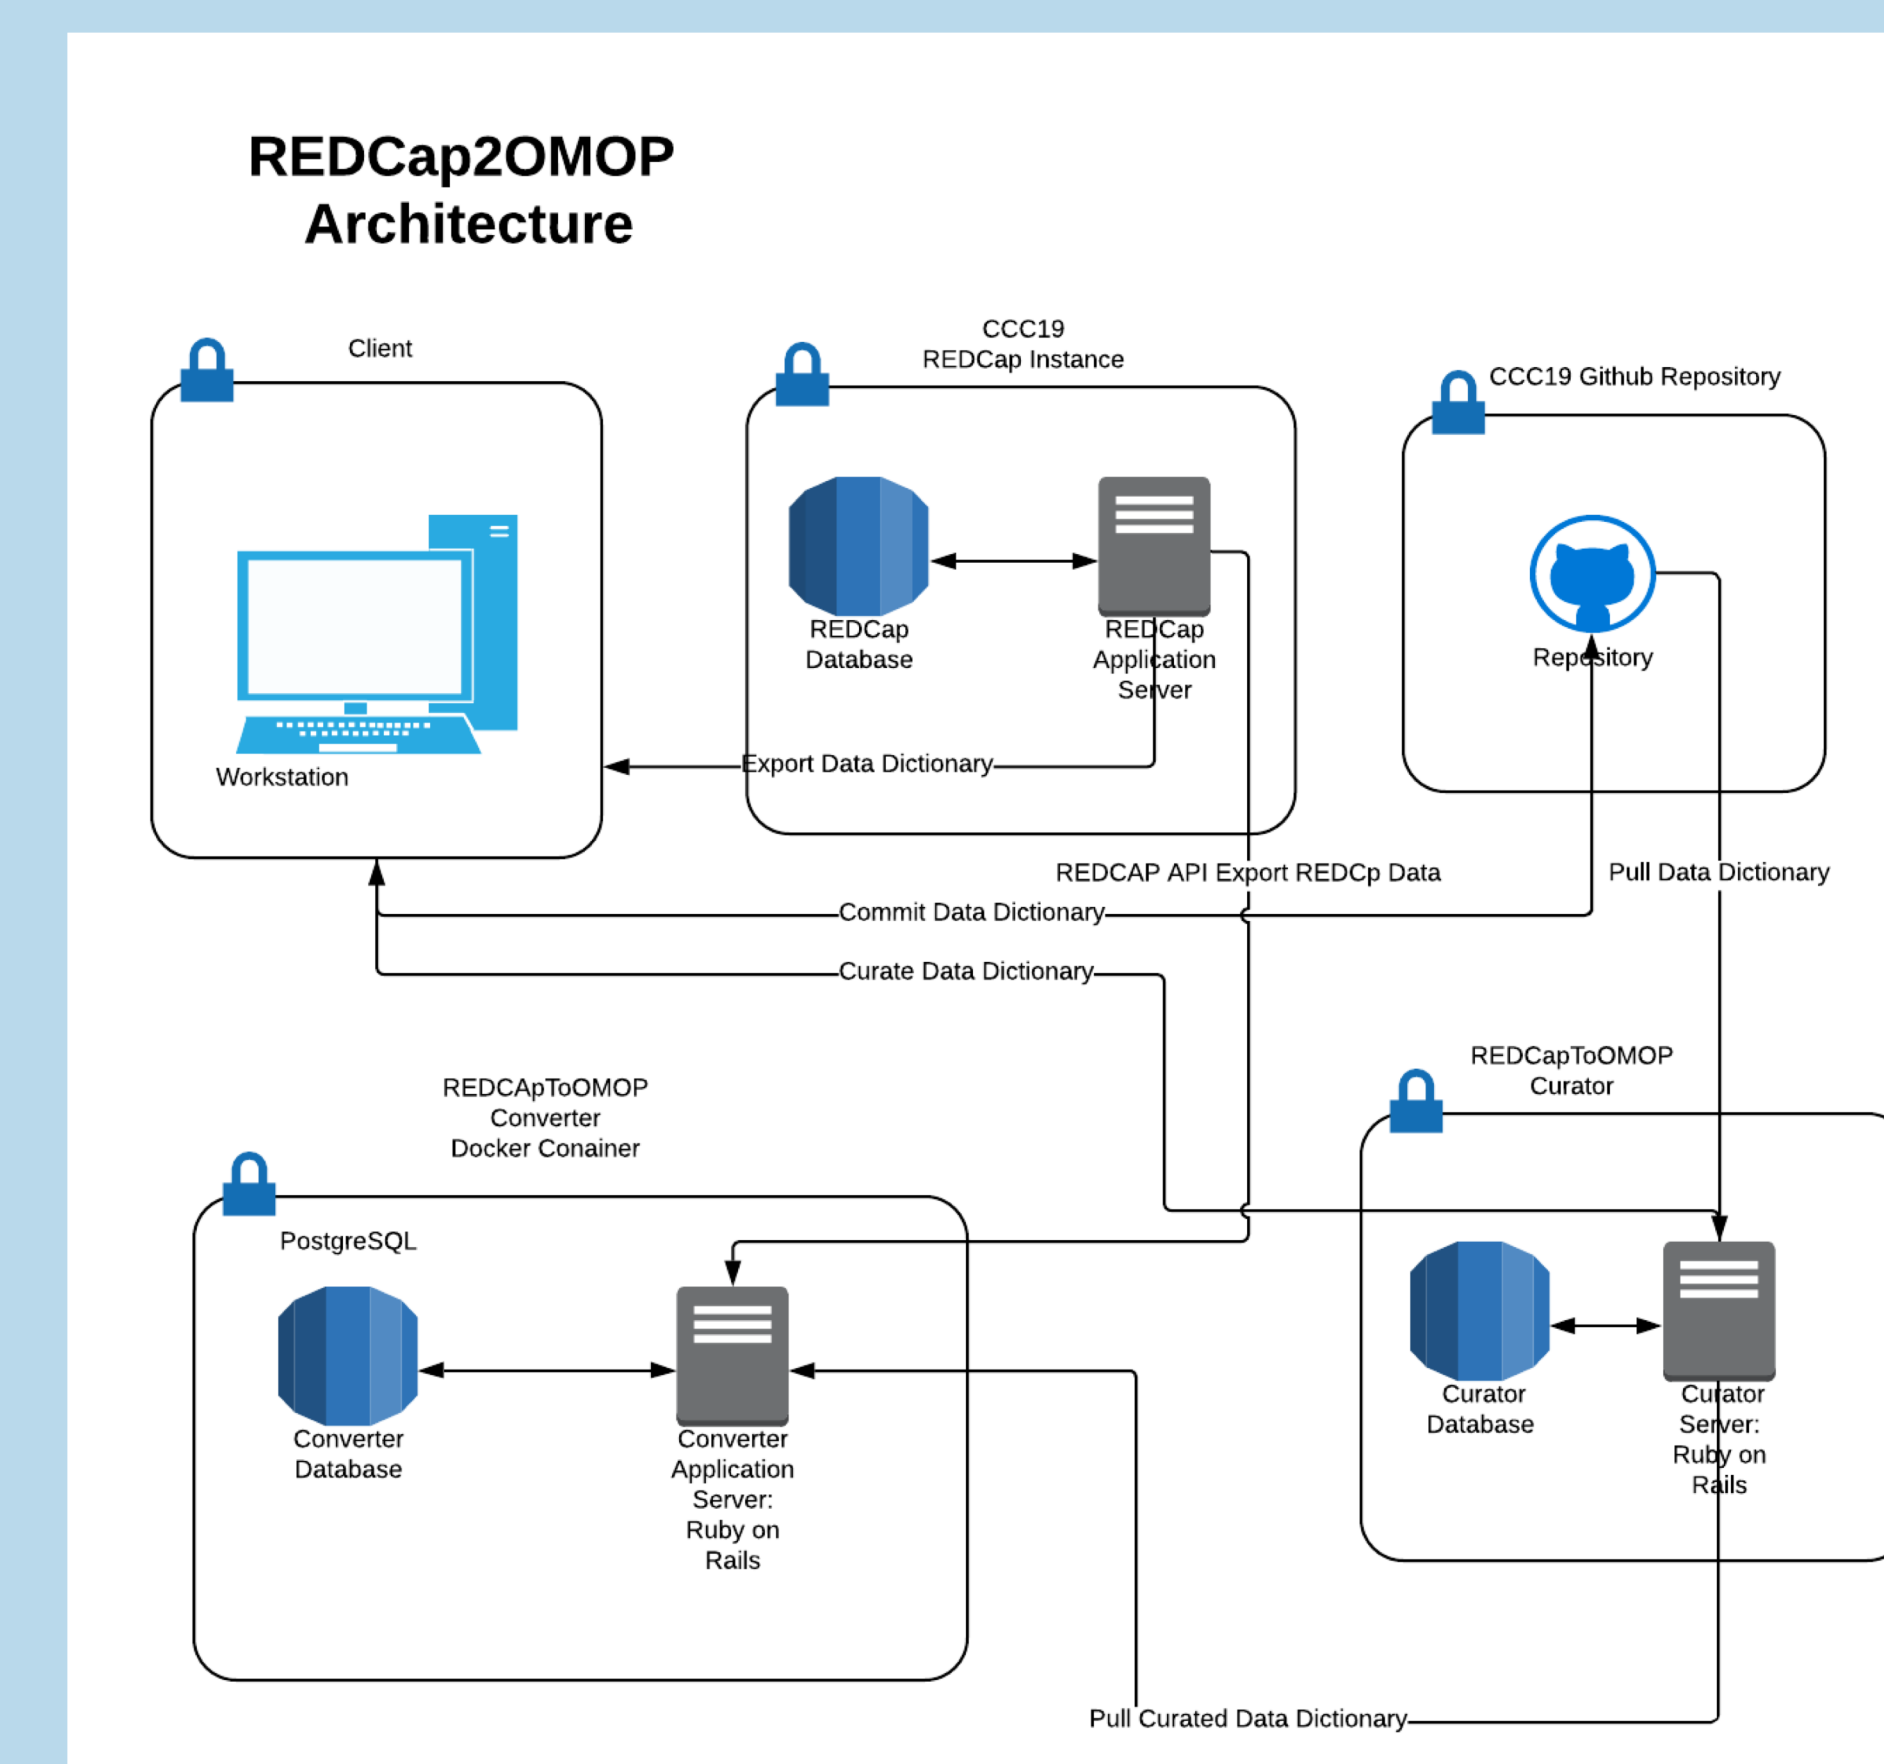 REDCap2OMOP
Architecture
Client
CCC19
REDCap Instance
CCC19 Github Repository
REDCap
Database
REDCap
Application
Server
Repository
Export Data Dictionary
Workstation
REDCAP API Export REDCp Data
Pull Data Dictionary
Commit Data Dictionary
Curate Data Dictionary
REDCapToOMOP
Curator
REDCApToOMOP
Converter
Docker Conainer
PostgreSQL
Converter
Database
Converter
Application
Server:
Ruby on
Rails
Curator
Database
Curator
Server:
Ruby on
Rails
Pull Curated Data Dictionary